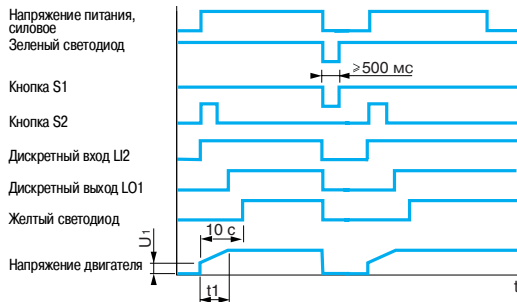 Напряжение питания,
силовое
Зеленый светодиод
≥500 мс
Кнопка S1
Кнопка S2
Дискретный вход LI2
Дискретный выход LO1
Желтый светодиод
10 с
U1
Напряжение двигателя
t
t1